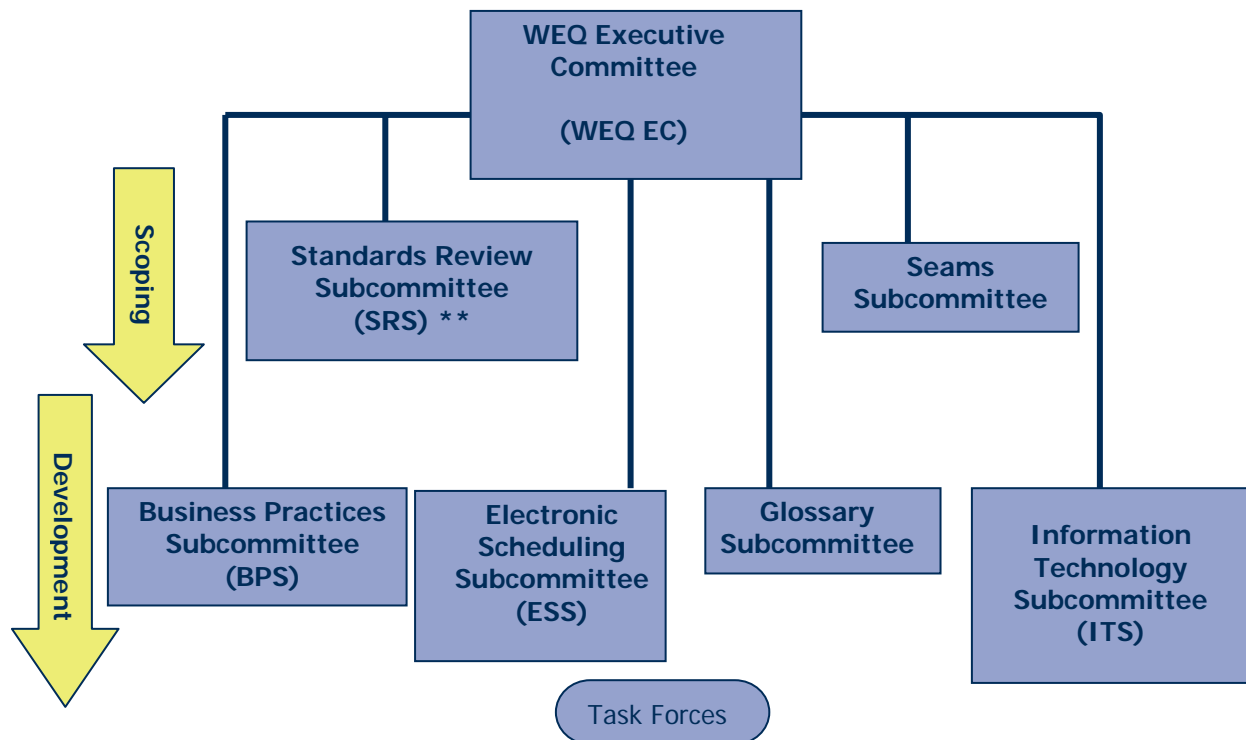 WEQ Executive
Committee
(WEQ EC)
Scoping
Standards Review
Subcommittee
(SRS) **
Seams
Subcommittee
Development
Business Practices
Subcommittee
(BPS)
Electronic
Scheduling
Subcommittee
(ESS)
Glossary
Subcommittee
Information
Technology
Subcommittee
(ITS)
Task Forces